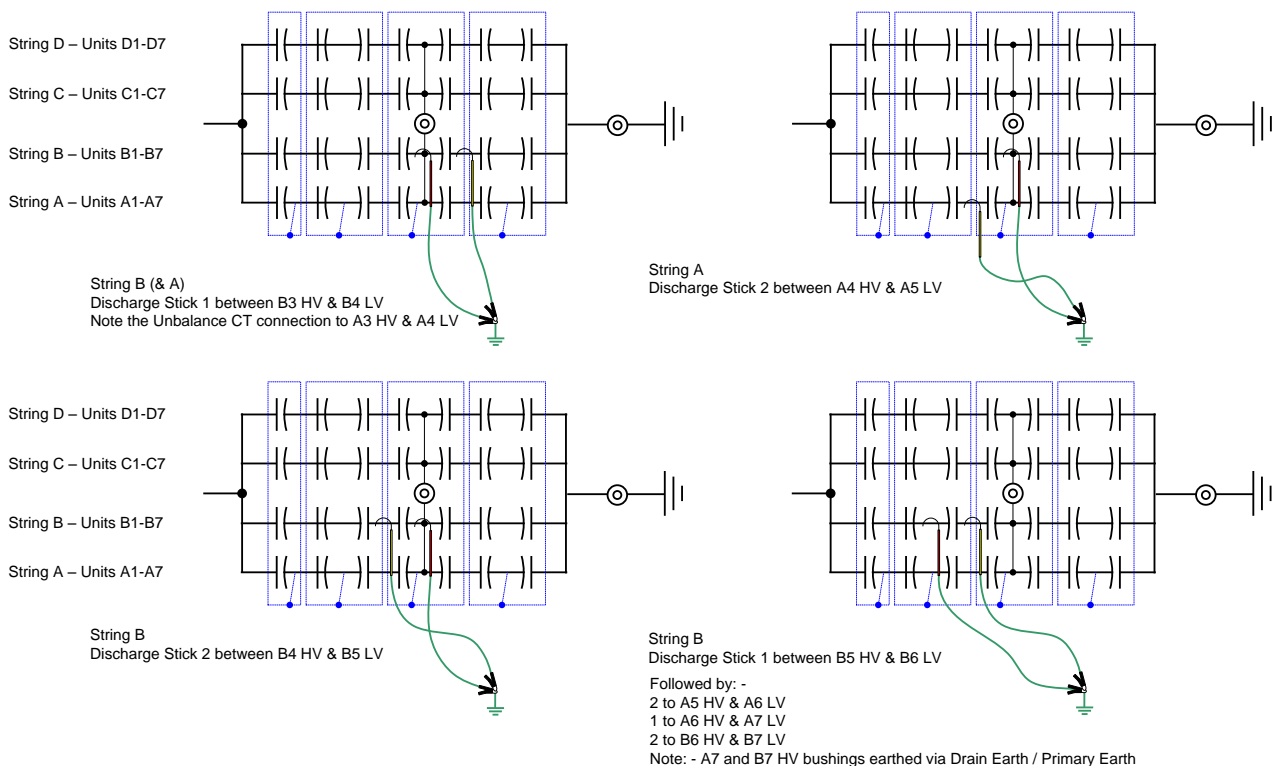 String D – Units D1-D7
String C – Units C1-C7
String B – Units B1-B7
String A – Units A1-A7
String B (& A)
Discharge Stick 1 between B3 HV & B4 LV
Note the Unbalance CT connection to A3 HV & A4 LV
String A
Discharge Stick 2 between A4 HV & A5 LV
String D – Units D1-D7
String C – Units C1-C7
String B – Units B1-B7
String A – Units A1-A7
String B
Discharge Stick 2 between B4 HV & B5 LV
String B
Discharge Stick 1 between B5 HV & B6 LV
Followed by: -
2 to A5 HV & A6 LV
1 to A6 HV & A7 LV
2 to B6 HV & B7 LV
Note: - A7 and B7 HV bushings earthed via Drain Earth / Primary Earth